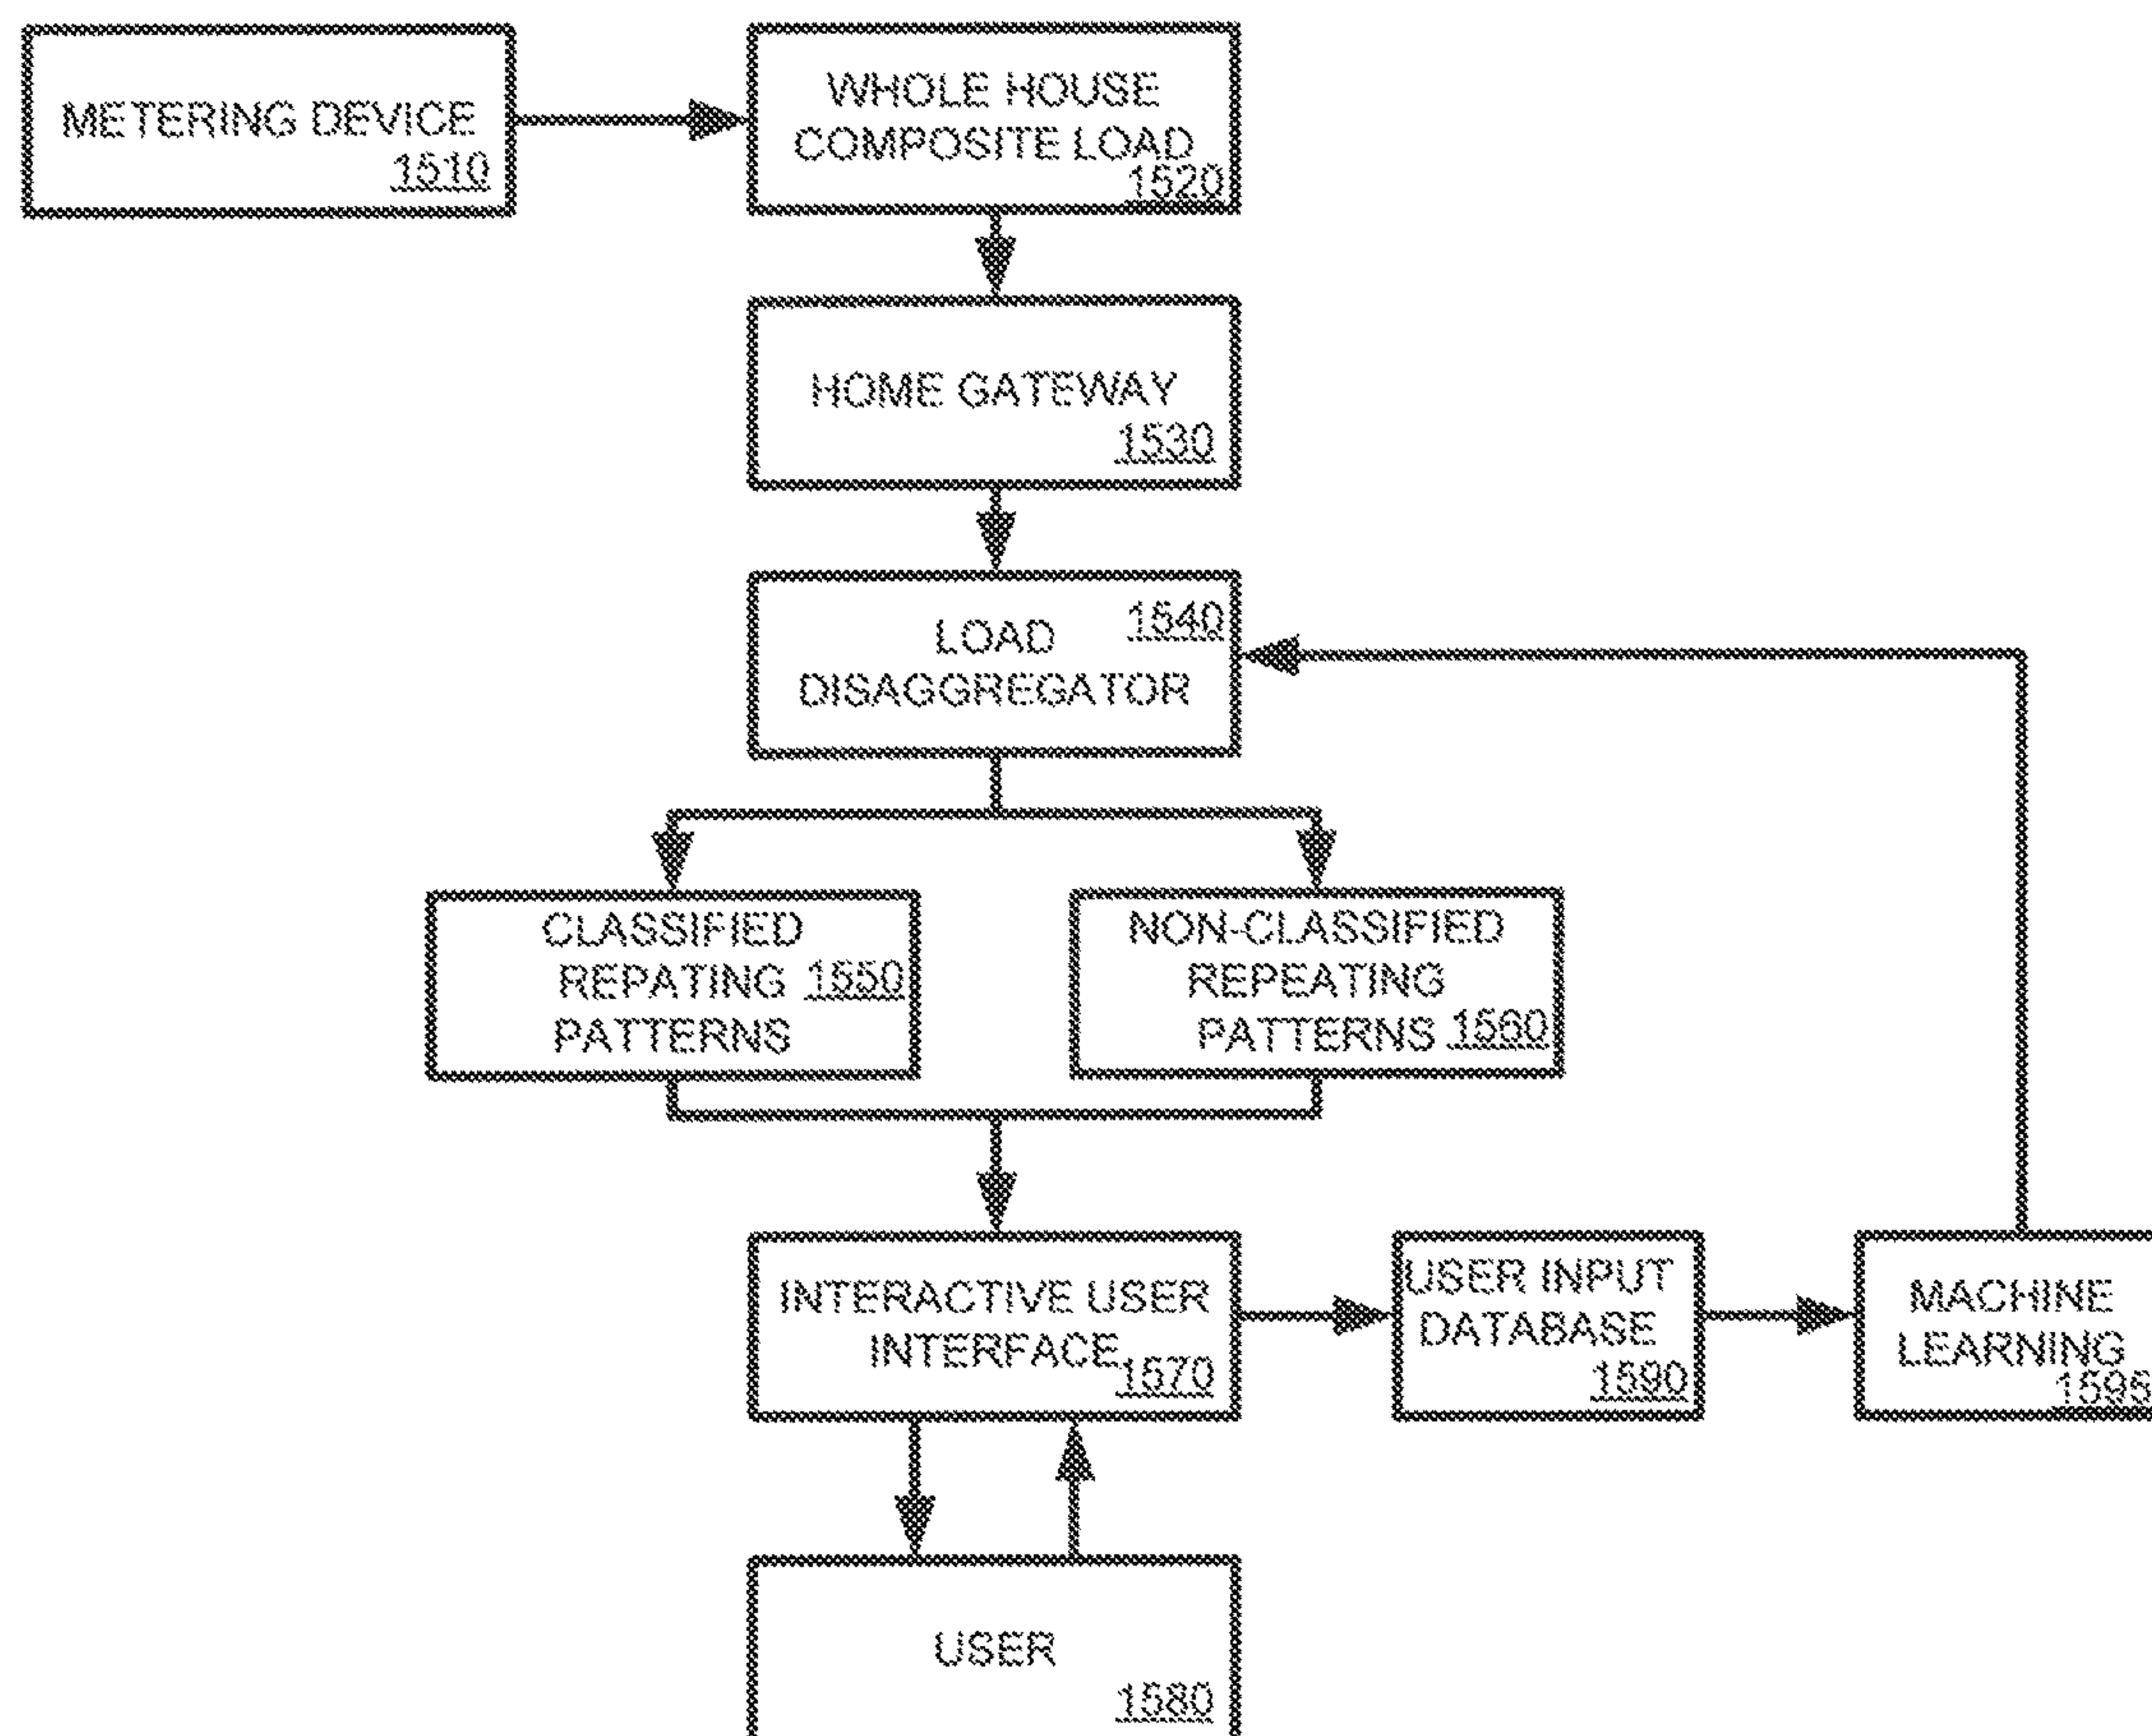 METERING DEVICE
1510
WHOLE HOUSE
COMPOSITE LOAD
1520
HOME GATEWAY
1530
1540
LOAD
DISAGGREGATOR
CLASSIFIED
REPATING 1550
PATTERNS
NON-CLASSIFIED
REPEATING
PATTERNS 1560
INTERACTIVE USER
INTERFACE
1570
USER INPUT
DATABASE
1590
MACHINE
LEARNING
1595
USER
1580